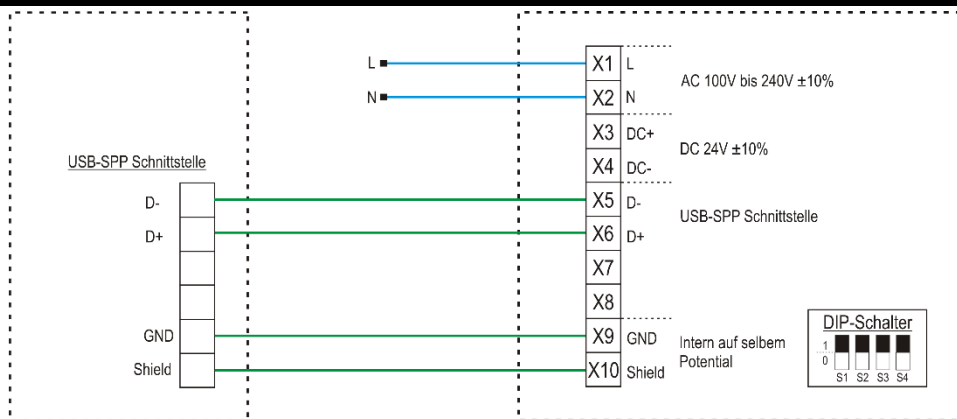 L
N
USB-SPP Schnittstelle
D-
D+
GND
Shield
X1 L
X2 N
AC 100V bis 240V ±10%
X3 DC+
X4 DC-
DC 24V ±10%
X5 D-
X6 D+
USB-SPP Schnittstelle
X7
X8
X9 GND
X10 Shield
Intern auf selbem
Potential
DIP-Schalter
1
0
S1 S2 S3 S4